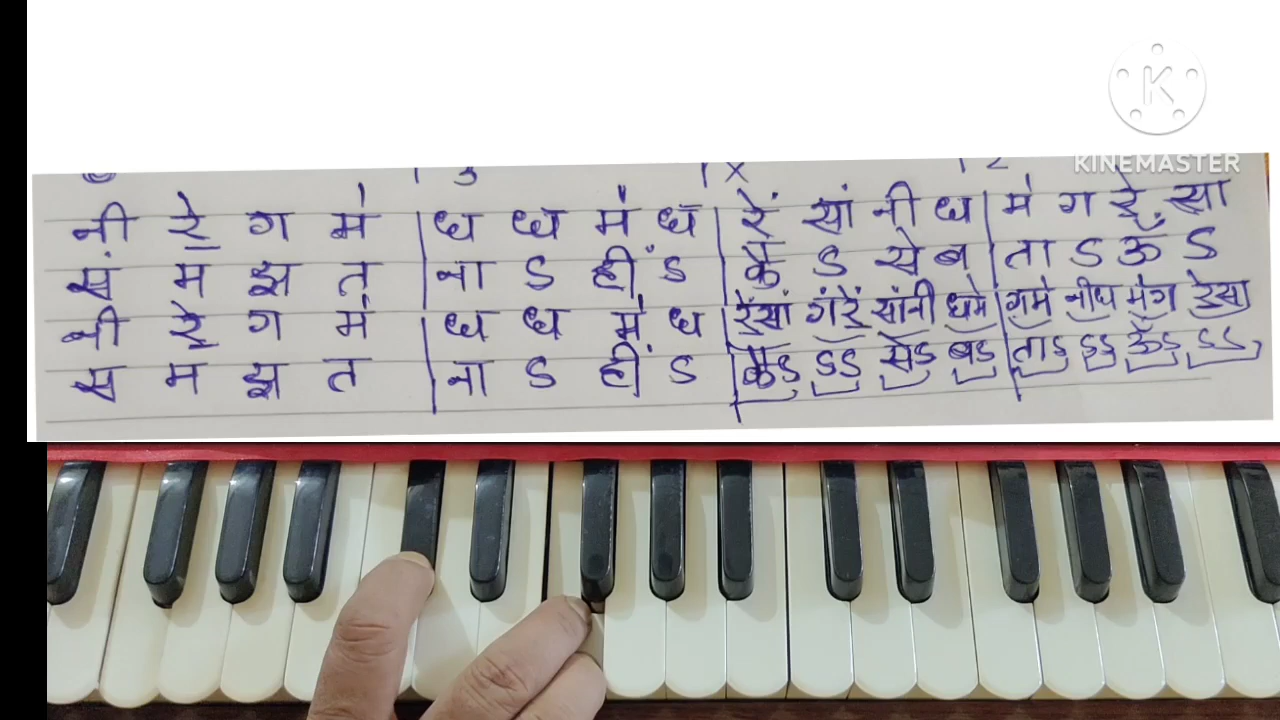 K
KINEMASTER
3 | x | 2
नी रे॒ ग मे | ध ध मे ध | रें सां नी ध | मे ग रे॒ सा
सं म झ त | ना ऽ हीं ऽ | कै ऽ से ब | ता ऽ ऊँ ऽ
नी रे॒ ग मे | ध ध मे ध | रे॒ंसां गंरे॒ं सांनी धमे | गमे नीध मेग रे॒सा
स म झ त | ना ऽ हीं ऽ | कैऽ ऽऽ सेऽ बऽ | ताऽ ऽऽ ऊँऽ ऽऽ